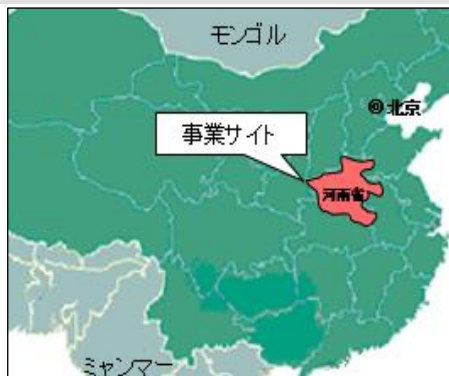 モンゴル
◎北京
事業サイト
河南省
ミャンマー